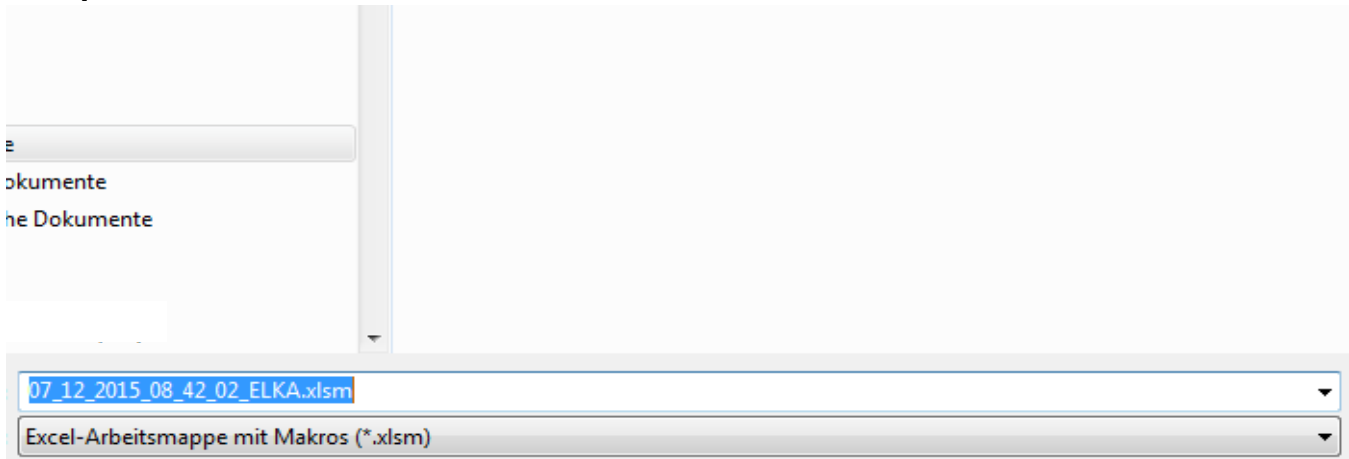 e
okumente
he Dokumente
07_12_2015_08_42_02_ELKA.xlsm
Excel-Arbeitsmappe mit Makros (*.xlsm)